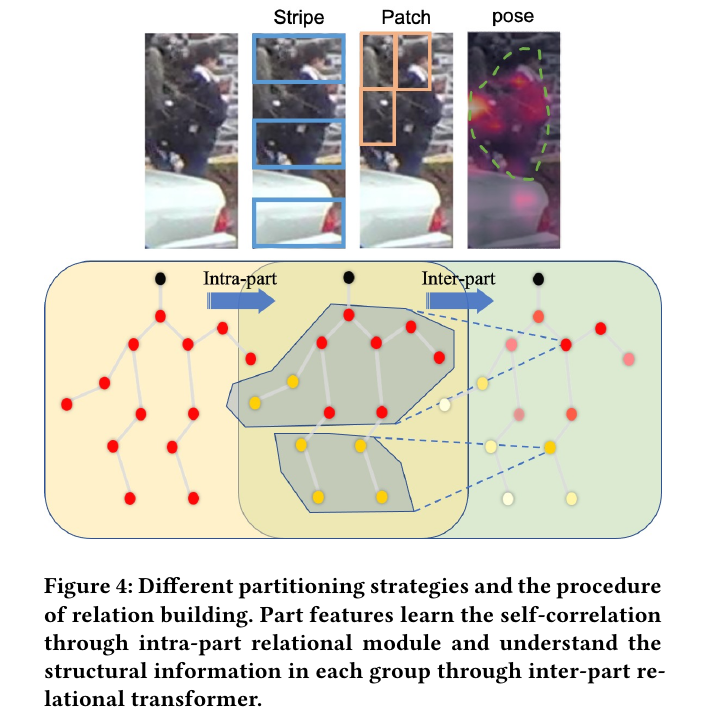 Stripe
Patch
pose
Intra-part
Inter-part
Figure 4: Different partitioning strategies and the procedure
of relation building. Part features learn the self-correlation
through intra-part relational module and understand the
structural information in each group through inter-part re-
lational transformer.